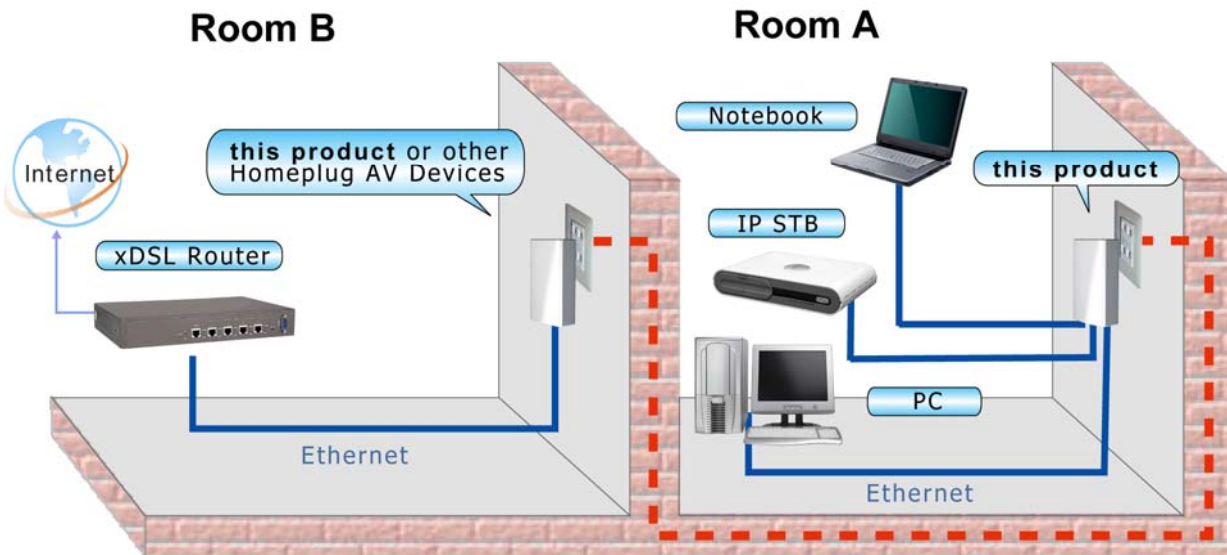 Room B
Room A
Internet
xDSL Router
this product or other
Homeplug AV Devices
Ethernet
Notebook
this product
IP STB
PC
Ethernet